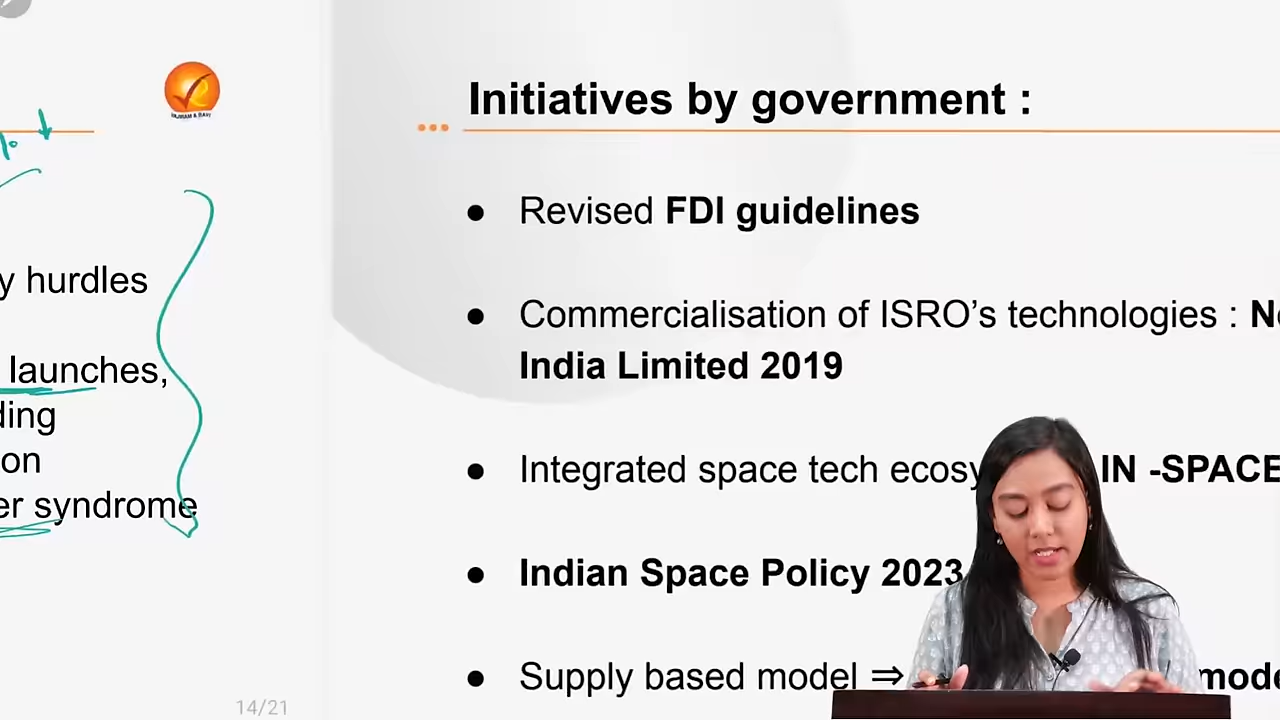 y hurdles
launches,
ding
on
er syndrome
14/21
Initiatives by government :
● Revised FDI guidelines
● Commercialisation of ISRO’s technologies : Ne
India Limited 2019
● Integrated space tech ecosy IN -SPACE
● Indian Space Policy 2023
● Supply based model ⇒ mode